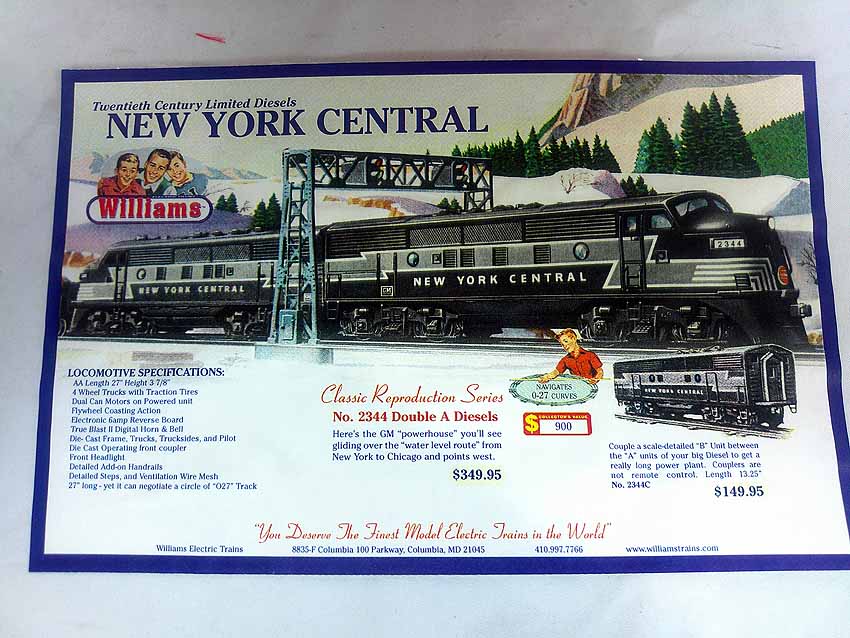 Twentieth Century Limited Diesels
NEW YORK CENTRAL
Williams
2344
NEW YORK CENTRAL
NEW YORK CENTRAL
GM
LOCOMOTIVE SPECIFICATIONS:
AA Length 27" Height 3 7/8"
4 Wheel Trucks with Traction Tires
Dual Can Motors on Powered unit
Flywheel Coasting Action
Electronic 6amp Reverse Board
True Blast II Digital Horn & Bell
Die-Cast Frame, Trucks, Trucksides, and Pilot
Die Cast Operating front coupler
Front Headlight
Detailed Add-on Handrails
Detailed Steps, and Ventilation Wire Mesh
27" long - yet it can negotiate a circle of "O27" Track
Classic Reproduction Series
No. 2344 Double A Diesels
Here's the GM "powerhouse" you'll see
gliding over the "water level route" from
New York to Chicago and points west.
$349.95
NAVIGATES
0-27 CURVES
$ COLLECTOR'S VALUE
900
NEW YORK CENTRAL
Couple a scale-detailed "B" Unit between
the "A" units of your big Diesel to get a
really long power plant. Couplers are
not remote control. Length 13.25"
No. 2344C
$149.95
"You Deserve The Finest Model Electric Trains in the World"
Williams Electric Trains 8835-F Columbia 100 Parkway, Columbia, MD 21045 410.997.7766 www.williamstrains.com